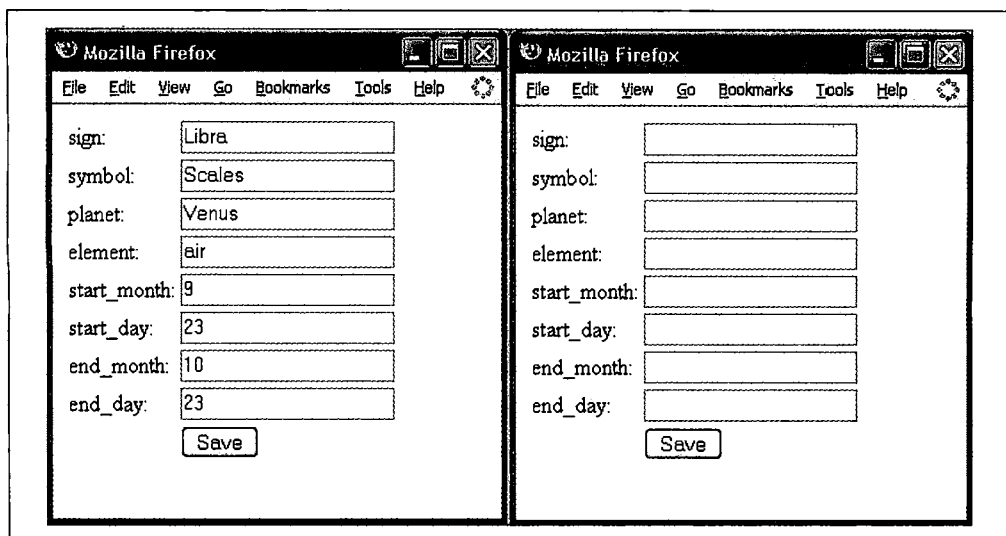 Mozilla Firefox
File Edit View Go Bookmarks Tools Help
sign: Libra
symbol: Scales
planet: Venus
element: air
start_month: 9
start_day: 23
end_month: 10
end_day: 23
Save
Mozilla Firefox
File Edit View Go Bookmarks Tools Help
sign:
symbol:
planet:
element:
start_month:
start_day:
end_month:
end_day:
Save